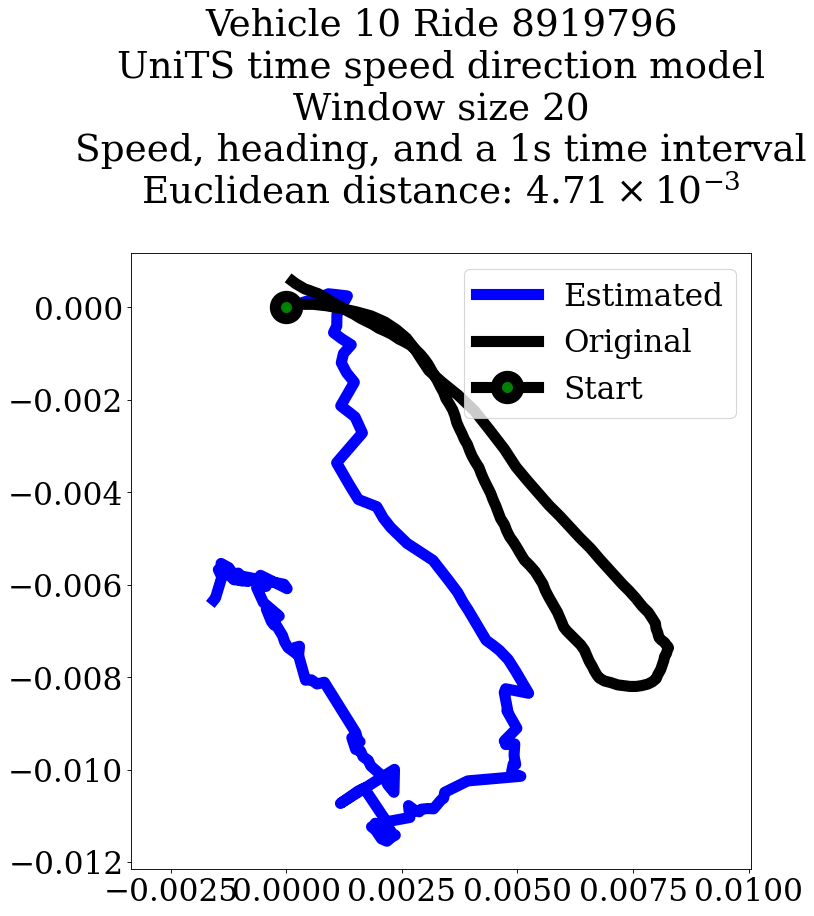 Vehicle 10 Ride 8919796
UniTS time speed direction model
Window size 20
Speed, heading, and a 1s time interval
Euclidean distance: 4.71 × 10⁻³
Estimated
Original
Start
0.000
−0.002
−0.004
−0.006
−0.008
−0.010
−0.012
−0.0025 0.0000 0.0025 0.0050 0.0075 0.0100